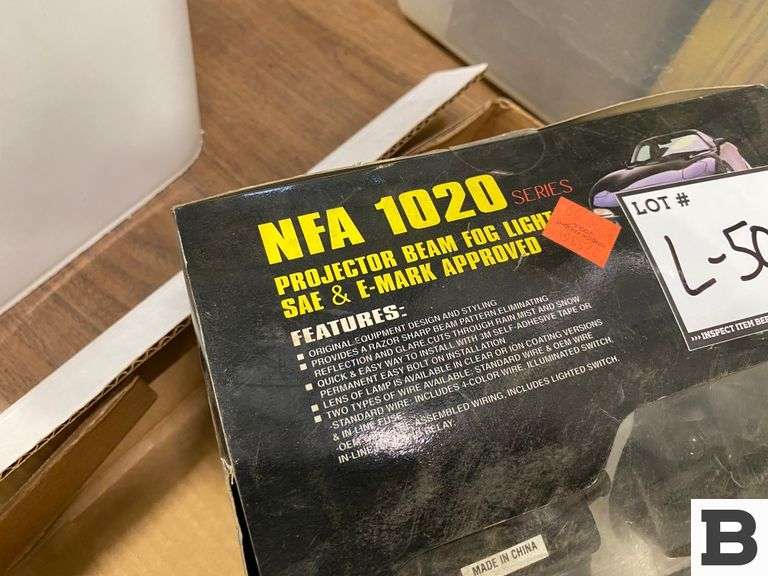 NFA 1020 SERIES
PROJECTOR BEAM FOG LIGHT
SAE & E-MARK APPROVED
FEATURES:
■ ORIGINAL EQUIPMENT DESIGN AND STYLING
■ PROVIDES A RAZOR SHARP BEAM PATTERN ELIMINATING
REFLECTION AND GLARE. CUTS THROUGH RAIN MIST AND SNOW
■ QUICK & EASY WAY TO INSTALL WITH 3M SELF-ADHESIVE TAPE OR
PERMANENT EASY BOLT ON INSTALLATION
■ LENS OF LAMP IS AVAILABLE IN CLEAR OR ION COATING VERSIONS
■ TWO TYPES OF WIRE AVAILABLE. STANDARD WIRE & OEM WIRE
STANDARD WIRE: INCLUDES 4-COLOR WIRE. ILLUMINATED SWITCH.
& IN-LINE FUSE.
OEM ASSEMBLED WIRING. INCLUDES LIGHTED SWITCH.
IN-LINE
LOT #
L-50
>>> INSPECT ITEM
MADE IN CHINA
B